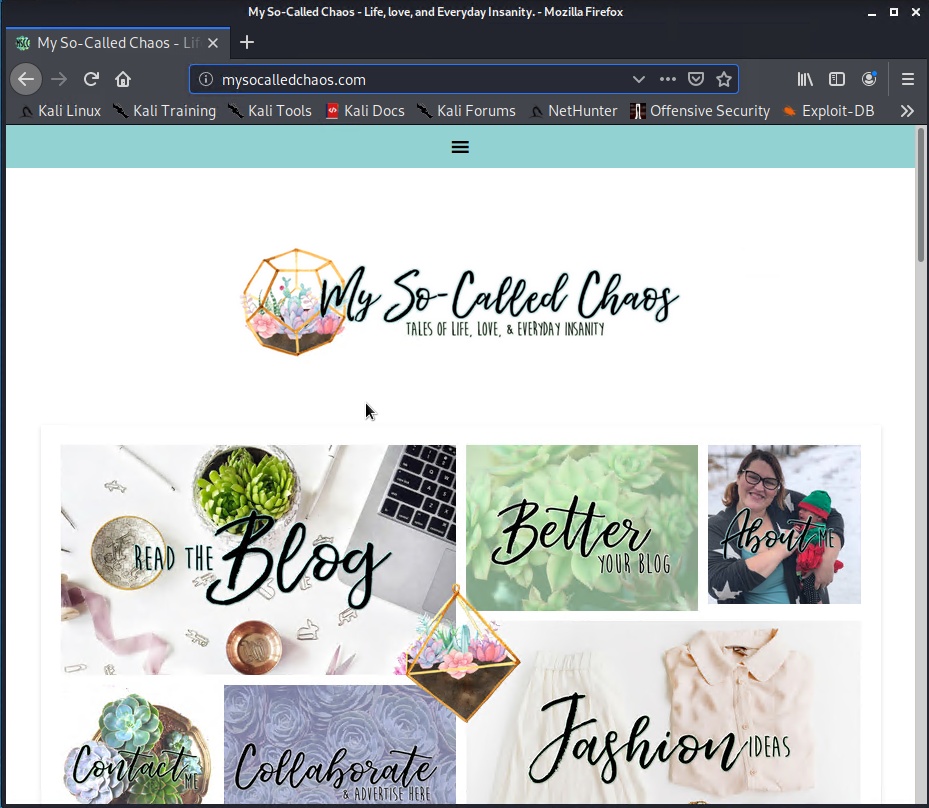 My So-Called Chaos - Life, love, and Everyday Insanity. - Mozilla Firefox
My So-Called Chaos - Lif
mysocalledchaos.com
Kali Linux Kali Training Kali Tools Kali Docs Kali Forums NetHunter Offensive Security Exploit-DB
My So-Called Chaos
TALES OF LIFE, LOVE, & EVERYDAY INSANITY
READ THE Blog
Better
YOUR BLOG
About ME
Contact ME
Collaborate
& ADVERTISE HERE
Fashion IDEAS